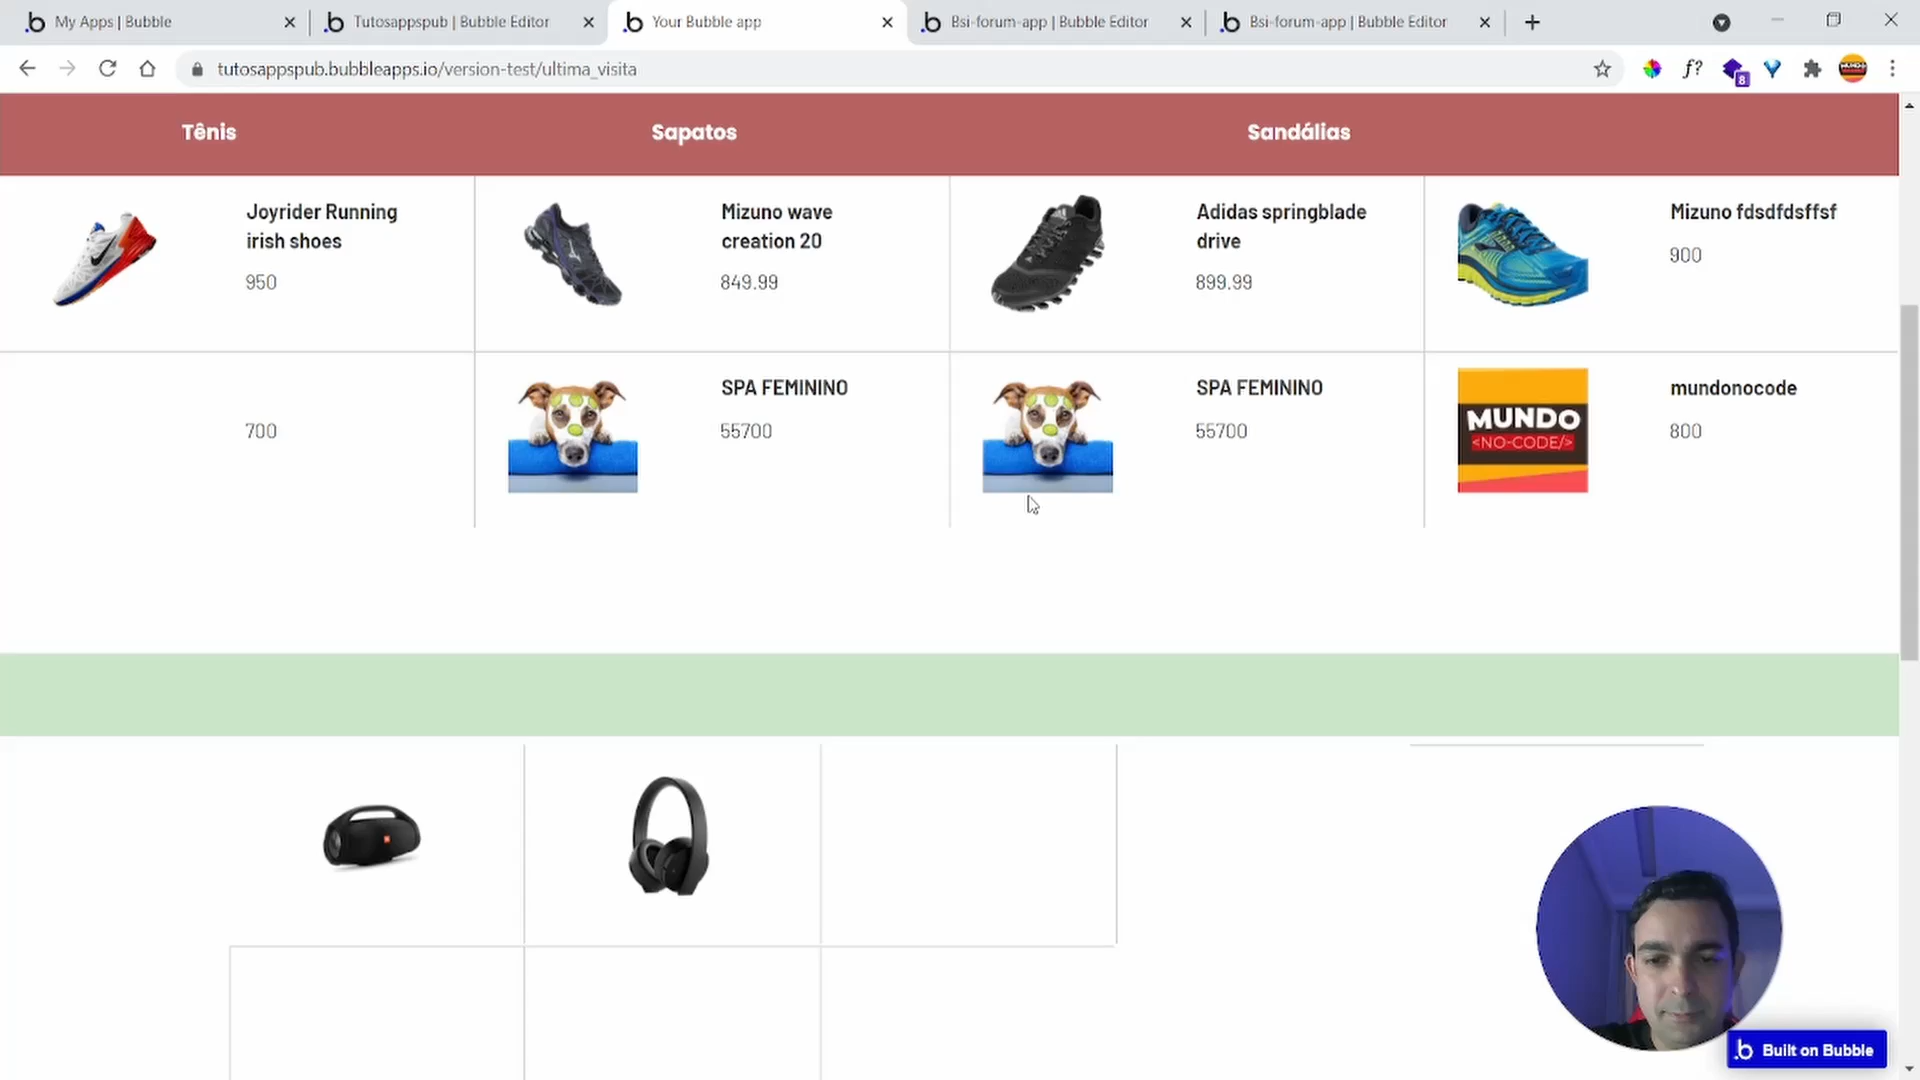 My Apps | Bubble
Tutosappspub | Bubble Editor
Your Bubble app
Bsi-forum-app | Bubble Editor
Bsi-forum-app | Bubble Editor
tutosappspub.bubbleapps.io/version-test/ultima_visita
f?
8
Tênis
Sapatos
Sandálias
Joyrider Running
irish shoes
950
Mizuno wave
creation 20
849.99
Adidas springblade
drive
899.99
Mizuno fdsdfdsffsf
900
700
SPA FEMININO
55700
SPA FEMININO
55700
MUNDO
<NO-CODE/>
mundonocode
800
Built on Bubble